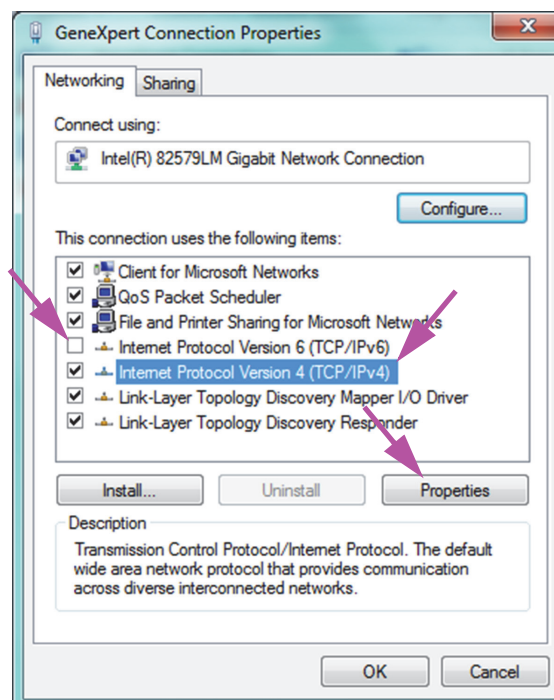 GeneXpert Connection Properties
Networking
Sharing
Connect using:
Intel(R) 82579LM Gigabit Network Connection
Configure...
This connection uses the following items:
Client for Microsoft Networks
QoS Packet Scheduler
File and Printer Sharing for Microsoft Networks
Internet Protocol Version 6 (TCP/IPv6)
Internet Protocol Version 4 (TCP/IPv4)
Link-Layer Topology Discovery Mapper I/O Driver
Link-Layer Topology Discovery Responder
Install...
Uninstall
Properties
Description
Transmission Control Protocol/Internet Protocol. The default
wide area network protocol that provides communication
across diverse interconnected networks.
OK
Cancel